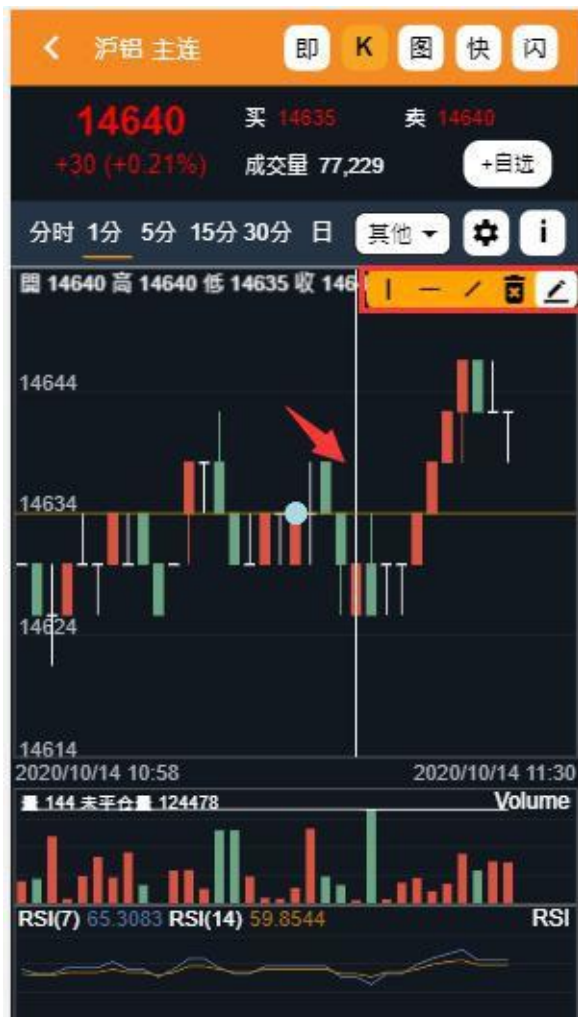 沪铝 主连 即 K 图 快 闪
14640 买 14635 卖 14640
+30 (+0.21%) 成交量 77,229 +自选
分时 1分 5分 15分 30分 日 其他 i
開 14640 高 14640 低 14635 收 146
14644
14634
14624
14614
2020/10/14 10:58 2020/10/14 11:30
量 144 未平仓量 124478 Volume
RSI(7) 65.3083 RSI(14) 59.8544 RSI